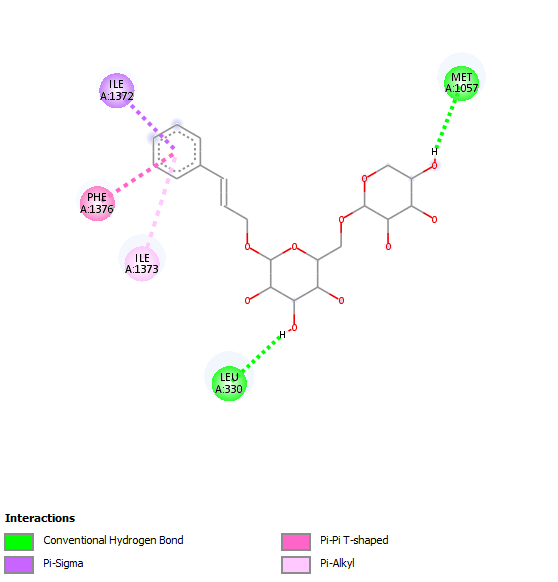 ILE
A:1372
MET
A:1057
H
O
O
PHE
A:1376
O
O
O
ILE
A:1373
O
O
O
O
O
O
H
LEU
A:330
Interactions
Conventional Hydrogen Bond
Pi-Pi T-shaped
Pi-Sigma
Pi-Alkyl